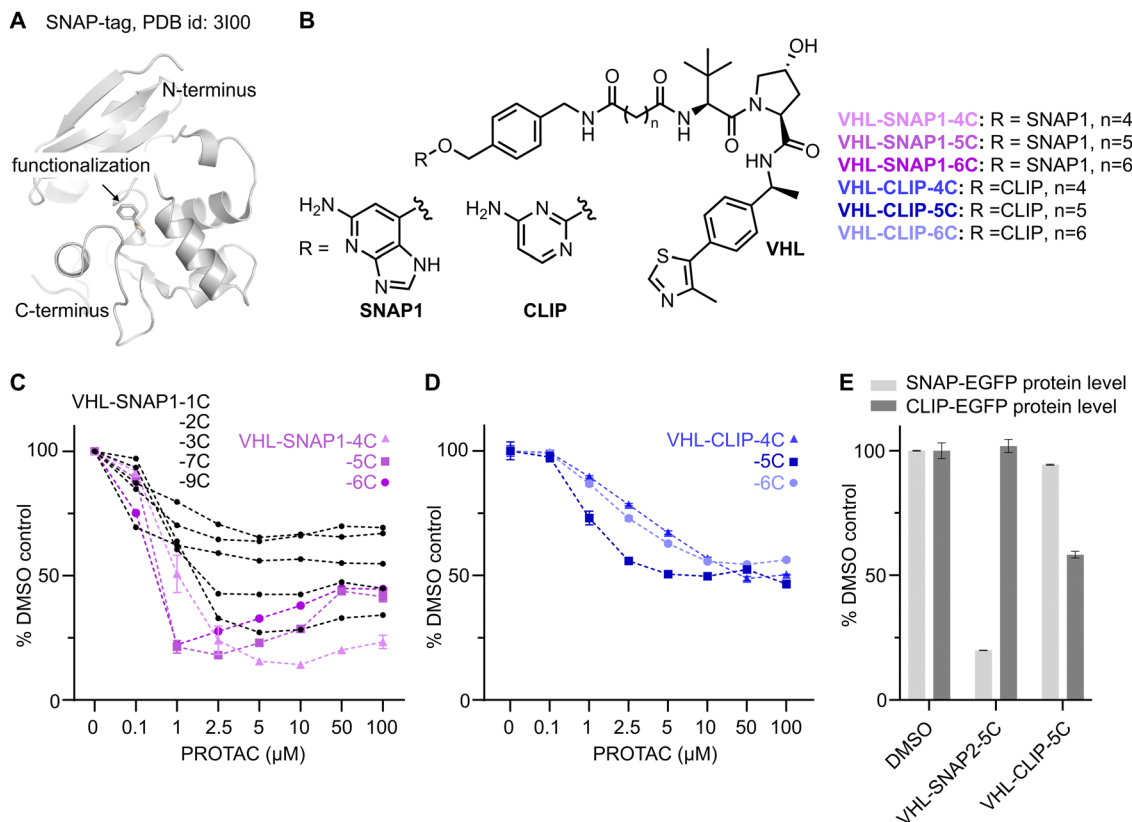 A SNAP-tag, PDB id: 3I00
N-terminus
functionalization
C-terminus
B
OH
O
O
O
N
H
n
N
H
N
O
O
R
O
NH
S
N
VHL
R =
H2N
N
N
NH
SNAP1
H2N
N
N
CLIP
VHL-SNAP1-4C: R = SNAP1, n=4
VHL-SNAP1-5C: R = SNAP1, n=5
VHL-SNAP1-6C: R = SNAP1, n=6
VHL-CLIP-4C: R =CLIP, n=4
VHL-CLIP-5C: R =CLIP, n=5
VHL-CLIP-6C: R =CLIP, n=6
C
VHL-SNAP1-1C
-2C
-3C
-7C
-9C
VHL-SNAP1-4C
-5C
-6C
% DMSO control
100
50
0
0 0.1 1 2.5 5 10 50 100
PROTAC (µM)
D
VHL-CLIP-4C
-5C
-6C
% DMSO control
100
50
0
0 0.1 1 2.5 5 10 50 100
PROTAC (µM)
E
SNAP-EGFP protein level
CLIP-EGFP protein level
% DMSO control
100
50
0
DMSO
VHL-SNAP2-5C
VHL-CLIP-5C